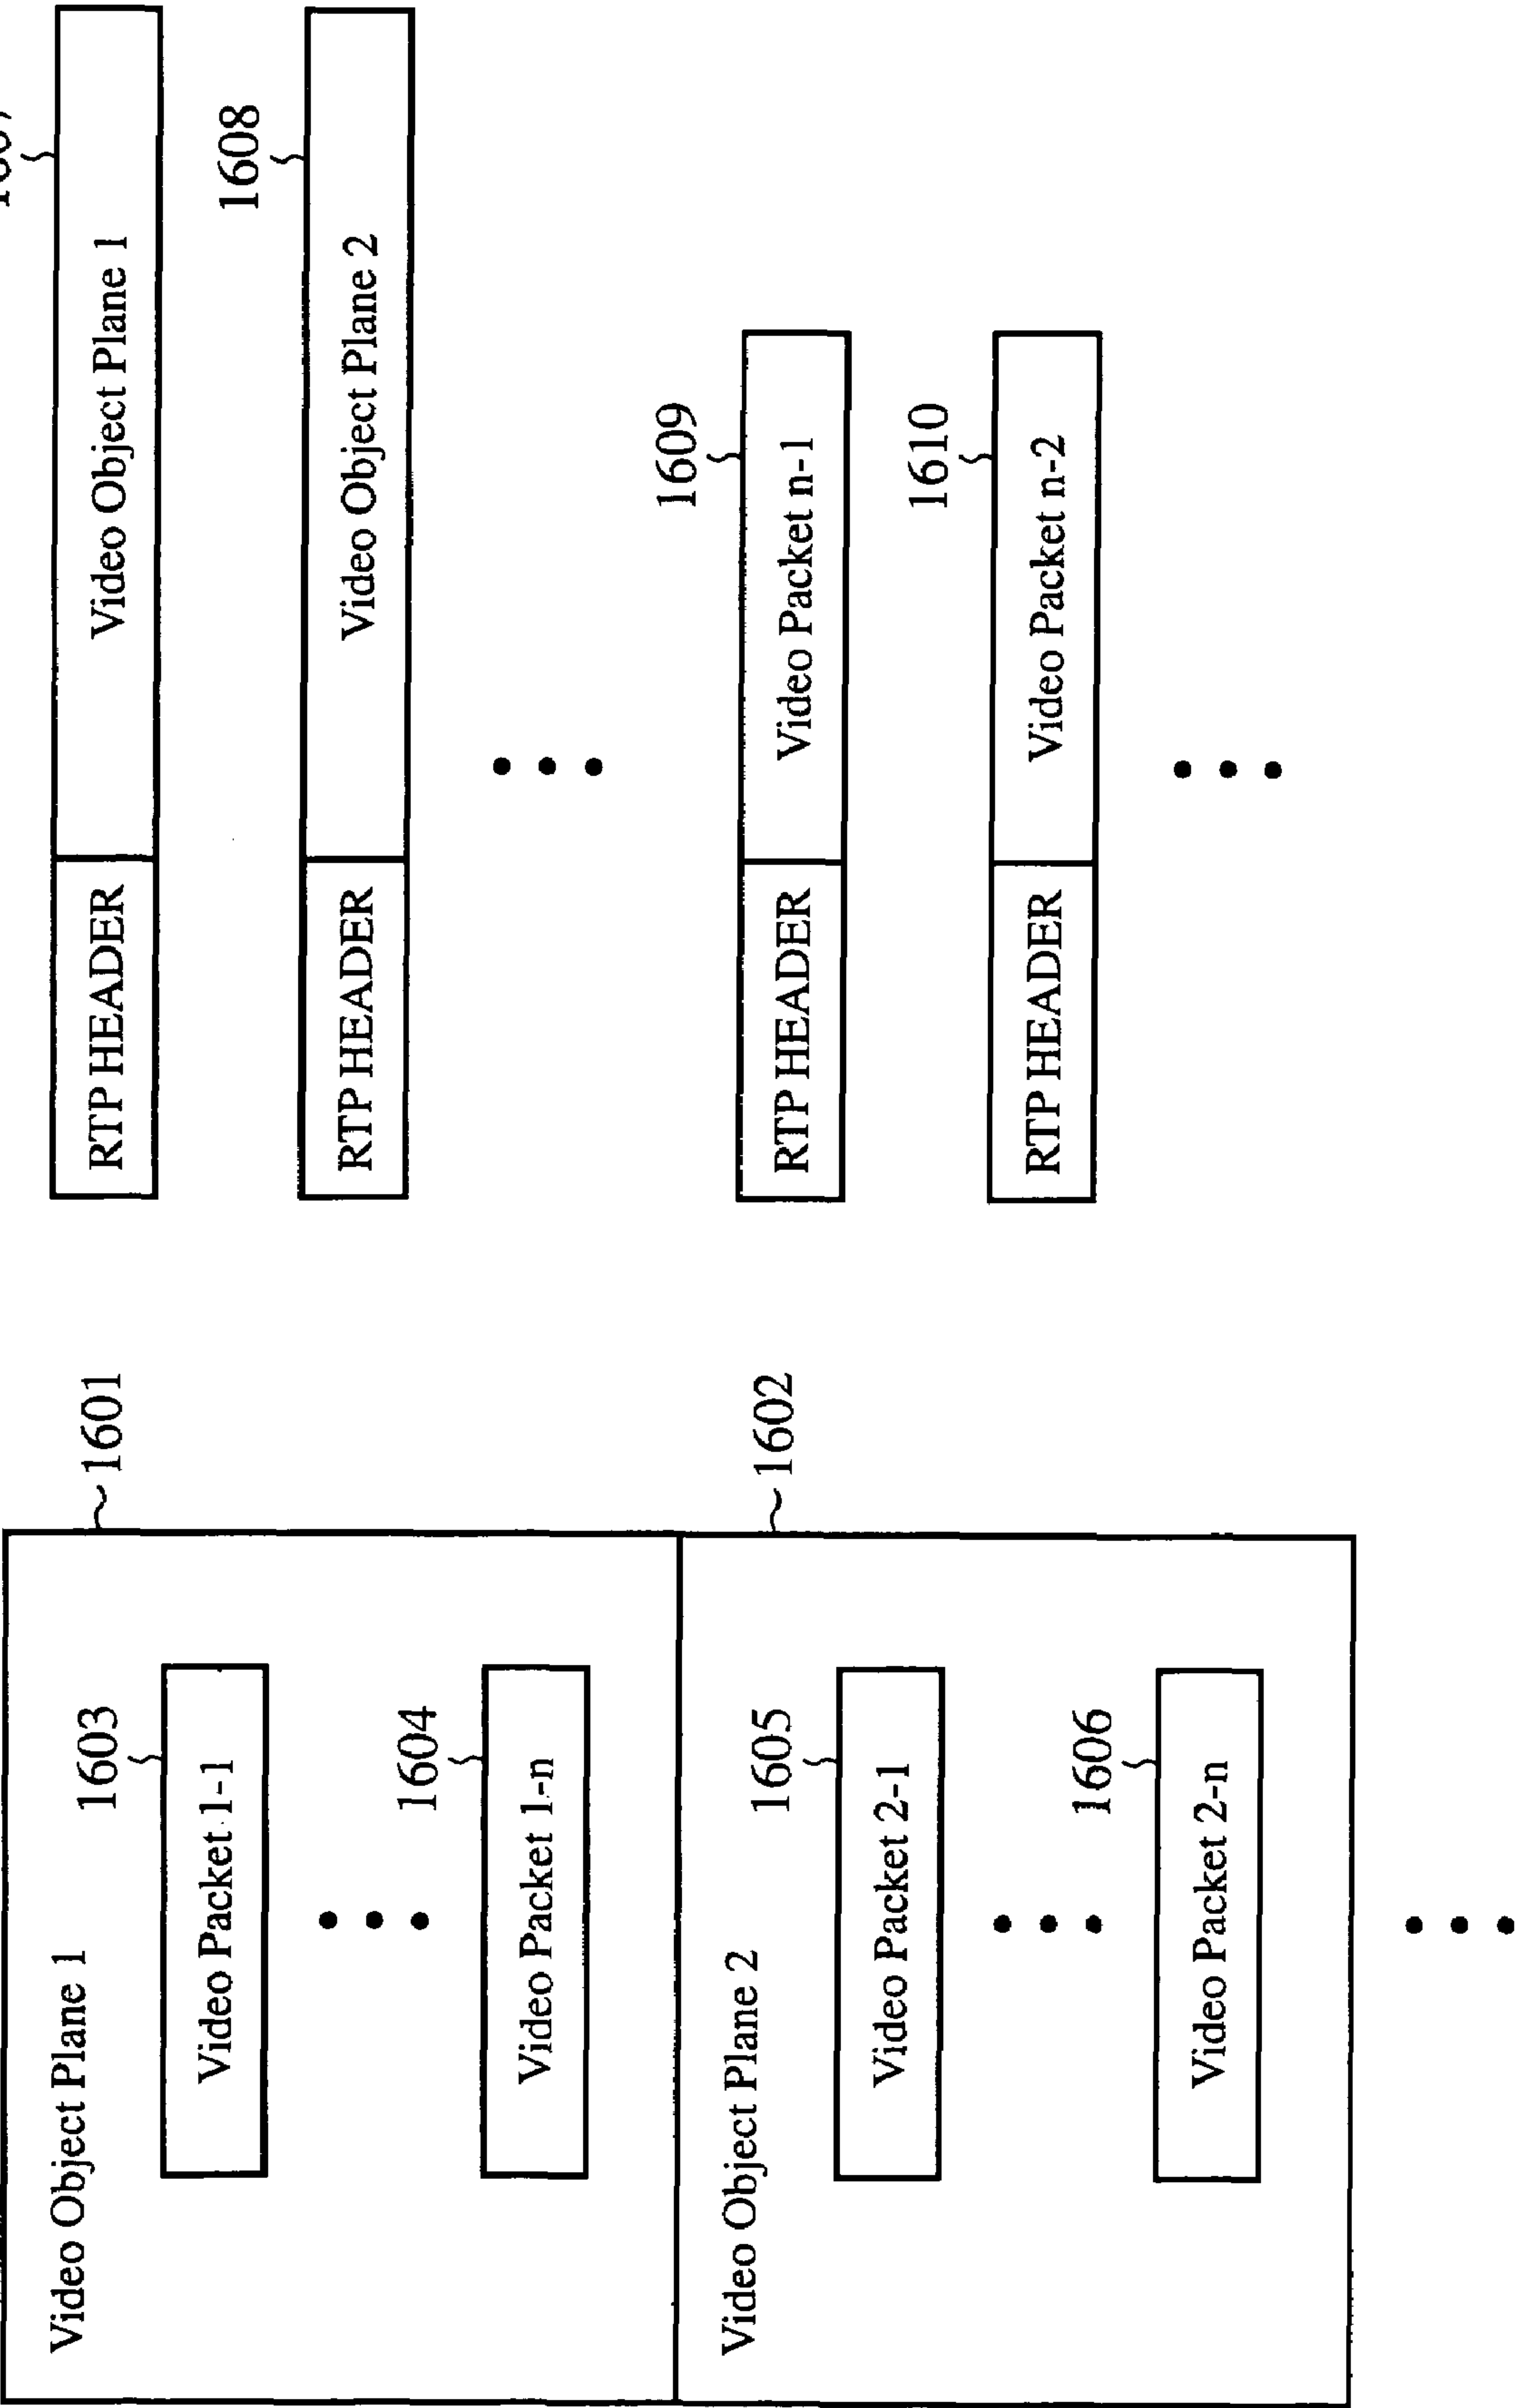 Video Object Plane 1
1601
1603
Video Packet 1-1
1604
Video Packet 1-n
Video Object Plane 2
1602
1605
Video Packet 2-1
1606
Video Packet 2-n
RTP HEADER
Video Object Plane 1
1608
RTP HEADER
Video Object Plane 2
1609
RTP HEADER
Video Packet n-1
1610
RTP HEADER
Video Packet n-2